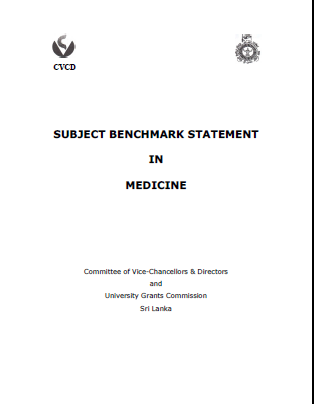 CVCD
SUBJECT BENCHMARK STATEMENT
IN
MEDICINE
Committee of Vice-Chancellors & Directors
and
University Grants Commission
Sri Lanka